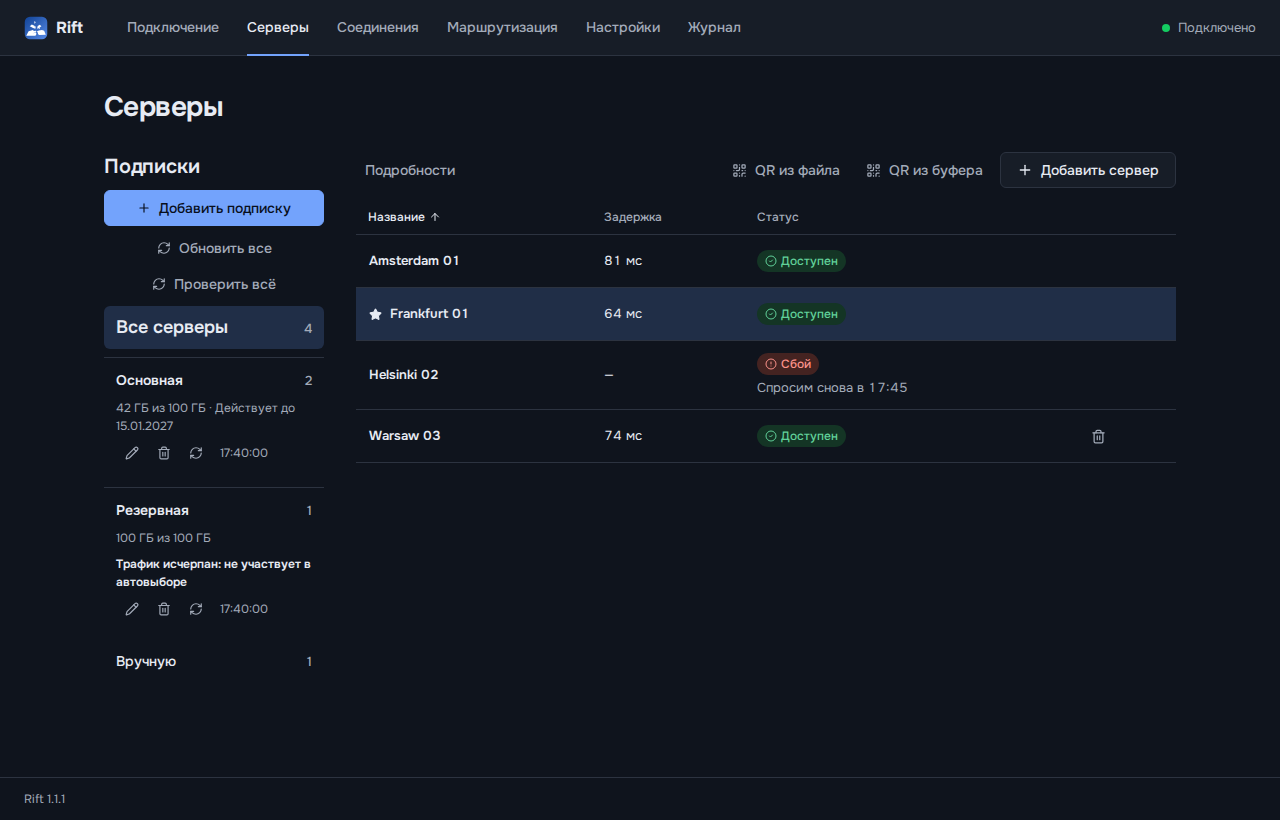 Rift
Подключение
Серверы
Соединения
Маршрутизация
Настройки
Журнал
Подключено
Серверы
Подписки
Добавить подписку
Обновить все
Проверить всё
Все серверы 4
Основная 2
42 ГБ из 100 ГБ · Действует до
15.01.2027
17:40:00
Резервная 1
100 ГБ из 100 ГБ
Трафик исчерпан: не участвует в
автовыборе
17:40:00
Вручную 1
Подробности
QR из файла
QR из буфера
Добавить сервер
Название ↑ Задержка Статус
Amsterdam 01 81 мс Доступен
Frankfurt 01 64 мс Доступен
Helsinki 02 – Сбой
Спросим снова в 17:45
Warsaw 03 74 мс Доступен
Rift 1.1.1